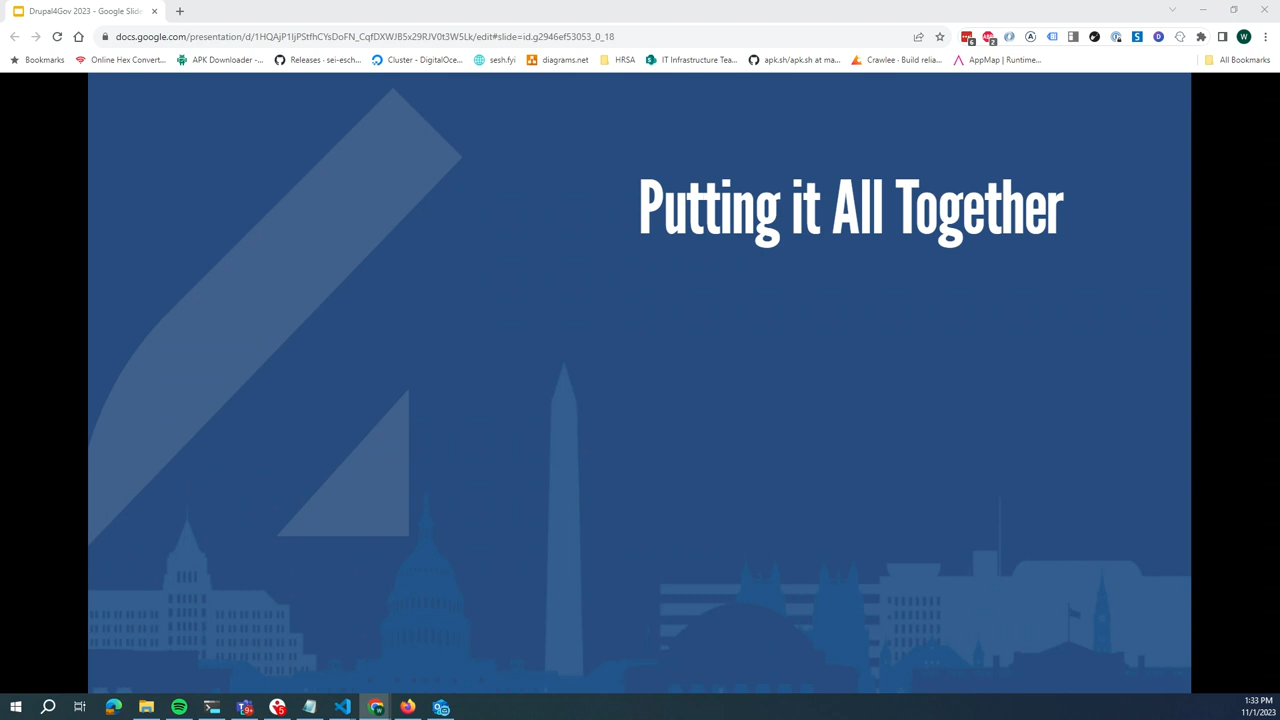 Drupal4Gov 2023 - Google Slide
docs.google.com/presentation/d/1HQAjP1IjPStfhCYsDoFN_CqfDXWJB5x29RJV0t3W5Lk/edit#slide=id.g2946ef53053_0_18
Bookmarks Online Hex Convert... APK Downloader -... Releases · sei-esch... Cluster - DigitalOce... sesh.fyi diagrams.net HRSA IT Infrastructure Tea... apk.sh/apk.sh at ma... Crawlee · Build relia... AppMap | Runtime... All Bookmarks
Putting it All Together
1:33 PM
11/1/2023